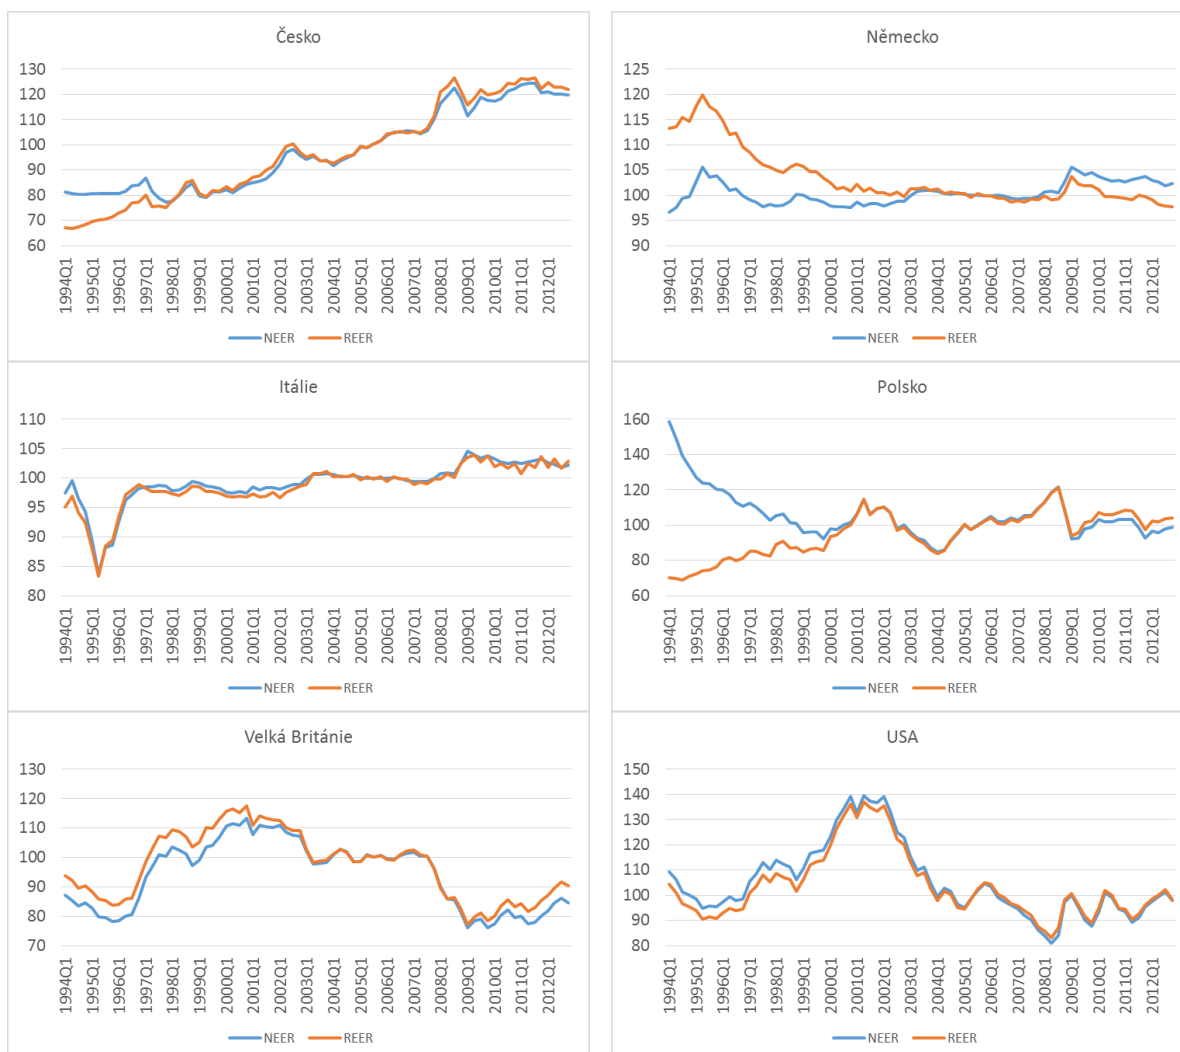 Česko
130
120
110
100
90
80
70
60
1994Q1
1995Q1
1996Q1
1997Q1
1998Q1
1999Q1
2000Q1
2001Q1
2002Q1
2003Q1
2004Q1
2005Q1
2006Q1
2007Q1
2008Q1
2009Q1
2010Q1
2011Q1
2012Q1
NEER REER
Německo
125
120
115
110
105
100
95
90
1994Q1
1995Q1
1996Q1
1997Q1
1998Q1
1999Q1
2000Q1
2001Q1
2002Q1
2003Q1
2004Q1
2005Q1
2006Q1
2007Q1
2008Q1
2009Q1
2010Q1
2011Q1
2012Q1
NEER REER
Itálie
110
105
100
95
90
85
80
1994Q1
1995Q1
1996Q1
1997Q1
1998Q1
1999Q1
2000Q1
2001Q1
2002Q1
2003Q1
2004Q1
2005Q1
2006Q1
2007Q1
2008Q1
2009Q1
2010Q1
2011Q1
2012Q1
NEER REER
Polsko
160
140
120
100
80
60
1994Q1
1995Q1
1996Q1
1997Q1
1998Q1
1999Q1
2000Q1
2001Q1
2002Q1
2003Q1
2004Q1
2005Q1
2006Q1
2007Q1
2008Q1
2009Q1
2010Q1
2011Q1
2012Q1
NEER REER
Velká Británie
130
120
110
100
90
80
70
1994Q1
1995Q1
1996Q1
1997Q1
1998Q1
1999Q1
2000Q1
2001Q1
2002Q1
2003Q1
2004Q1
2005Q1
2006Q1
2007Q1
2008Q1
2009Q1
2010Q1
2011Q1
2012Q1
NEER REER
USA
150
140
130
120
110
100
90
80
1994Q1
1995Q1
1996Q1
1997Q1
1998Q1
1999Q1
2000Q1
2001Q1
2002Q1
2003Q1
2004Q1
2005Q1
2006Q1
2007Q1
2008Q1
2009Q1
2010Q1
2011Q1
2012Q1
NEER REER